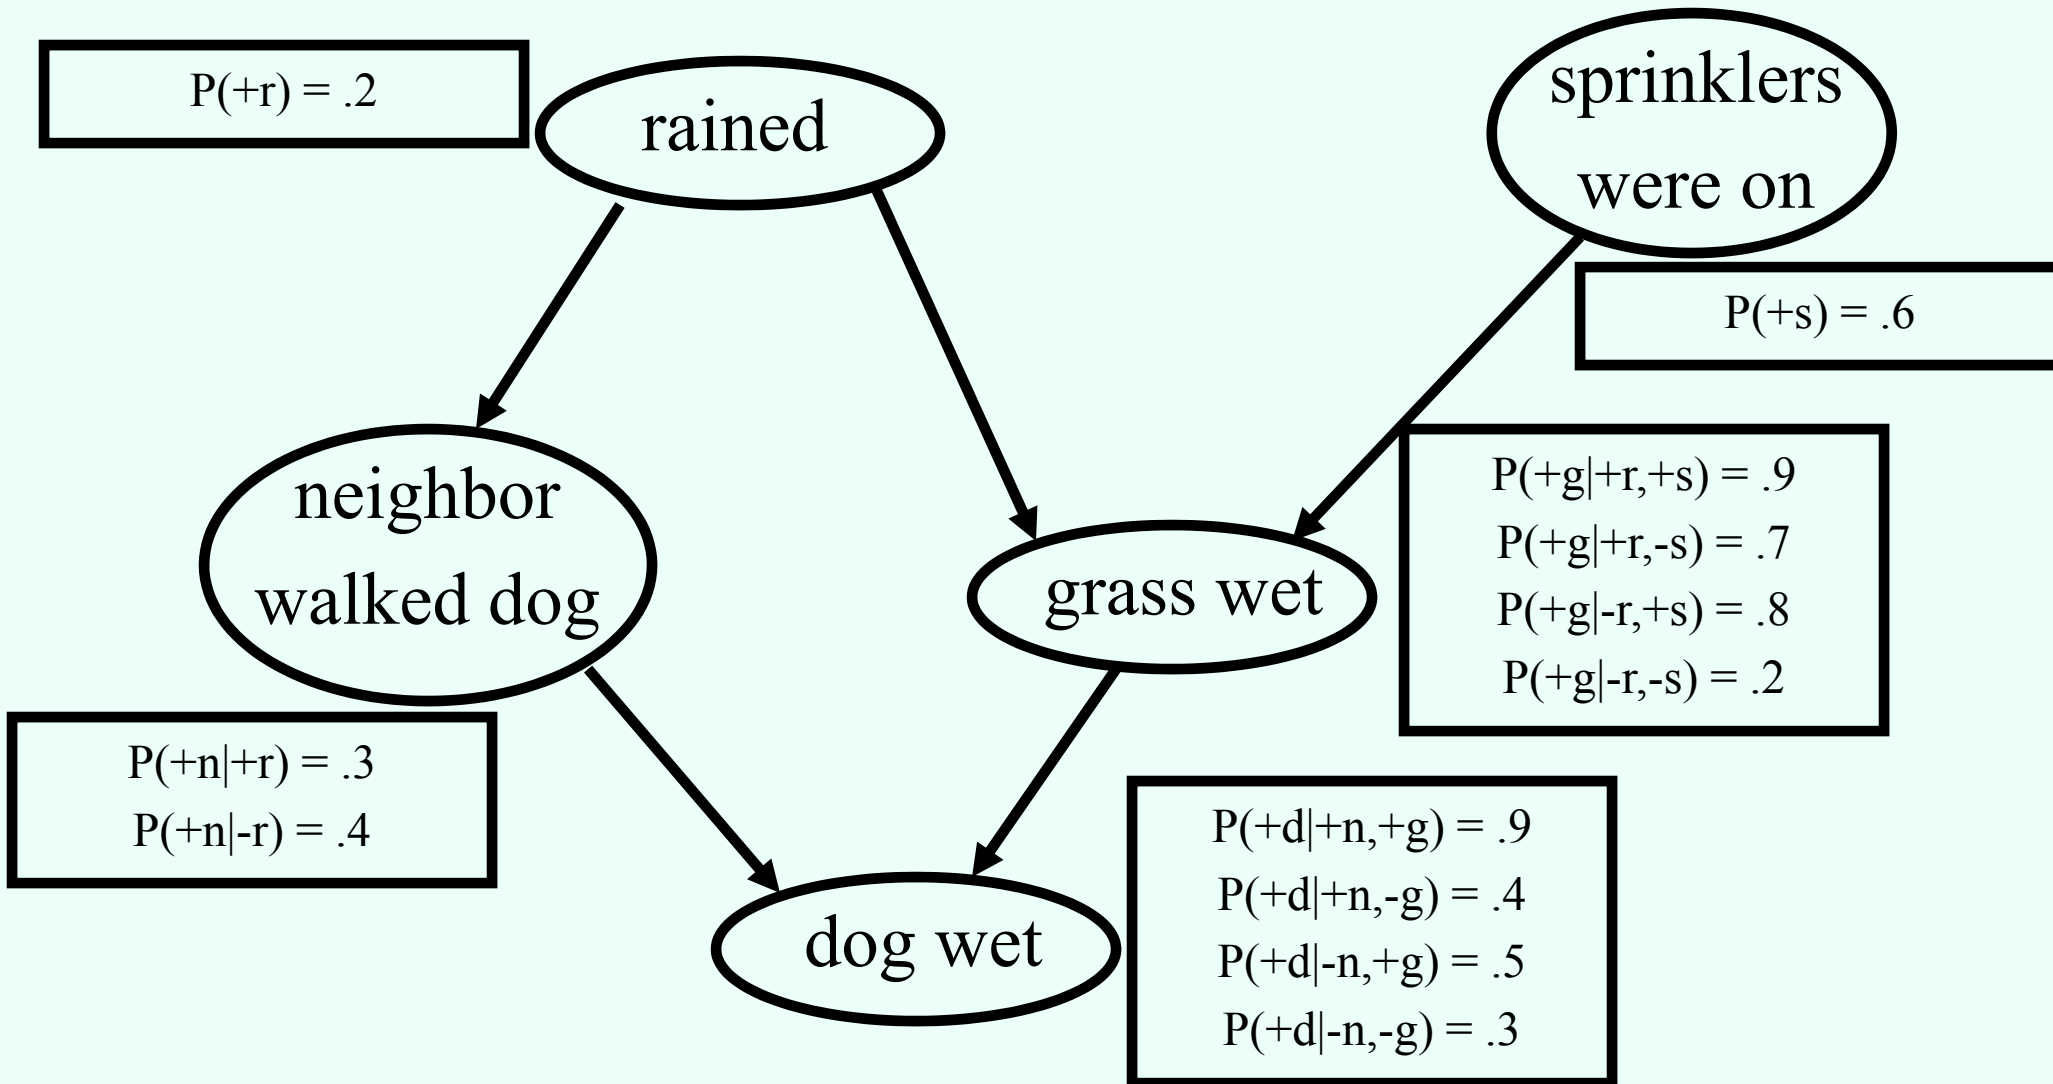 P(+r) = .2
rained
sprinklers
were on
P(+s) = .6
neighbor
walked dog
grass wet
P(+g|+r,+s) = .9
P(+g|+r,-s) = .7
P(+g|-r,+s) = .8
P(+g|-r,-s) = .2
P(+n|+r) = .3
P(+n|-r) = .4
dog wet
P(+d|+n,+g) = .9
P(+d|+n,-g) = .4
P(+d|-n,+g) = .5
P(+d|-n,-g) = .3